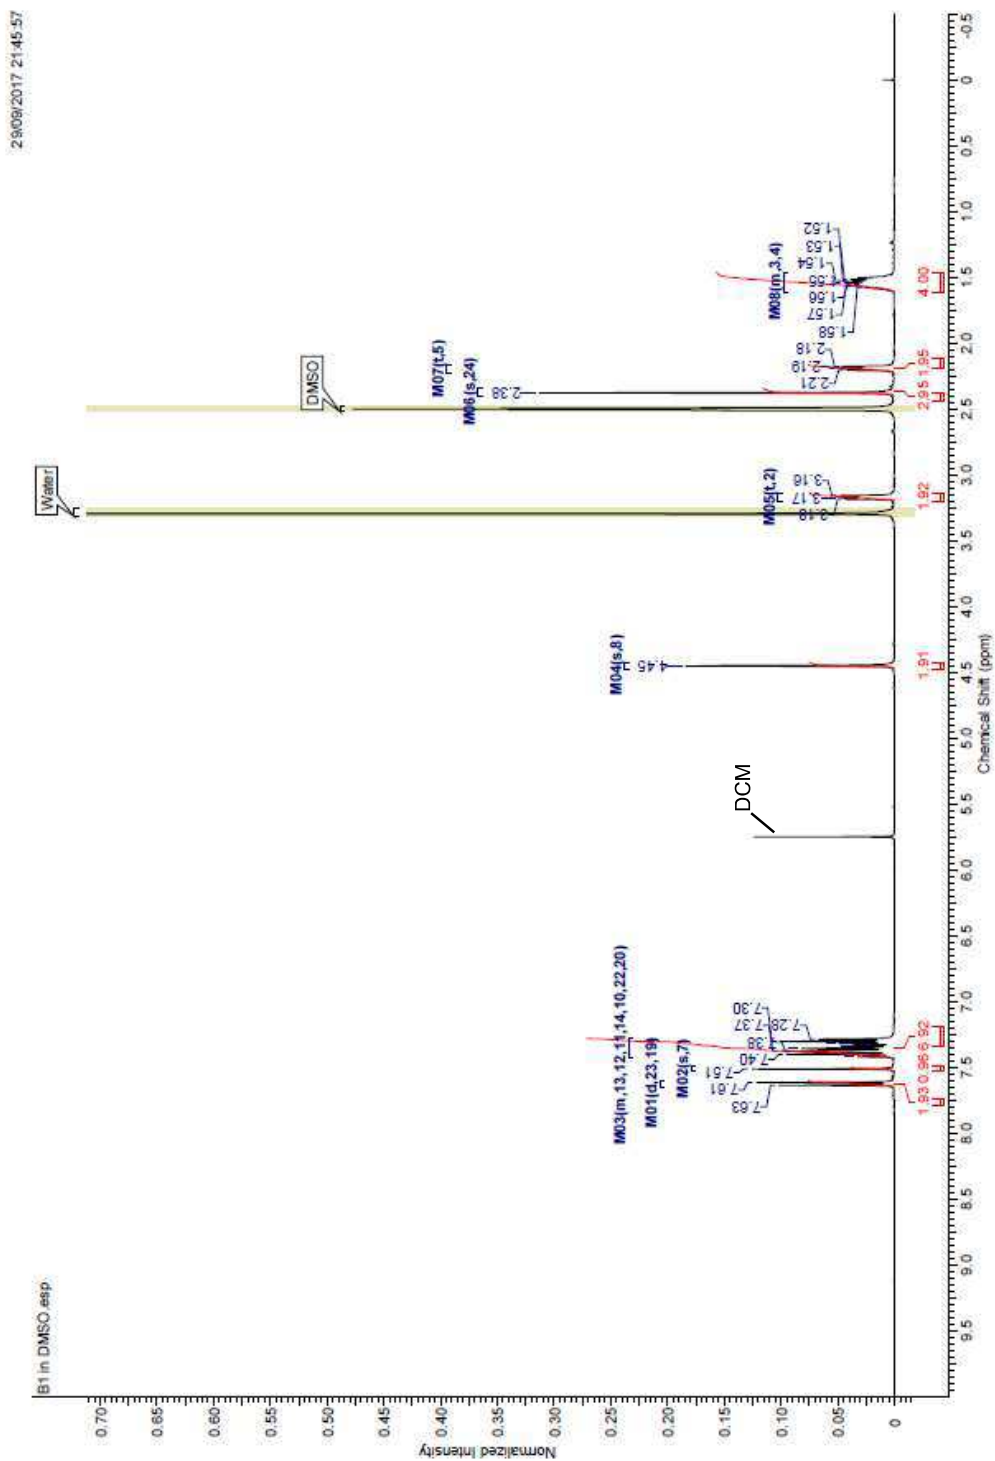 29/09/2017 21:45:57
B1 in DMSO.esp
Water
DMSO
DCM
M03(m,13,12,11,14,10,22,20)
M01(d,23,19)
M02(s,7)
M04(s,8)
M05(t,2)
M06(s,24)
M07(t,5)
M08(m,3,4)
7.63
7.61
7.51
7.40
7.38
7.37
7.28
7.30
4.45
3.18
3.17
3.16
2.38
2.21
2.19
2.18
1.58
1.57
1.56
1.55
1.54
1.53
1.52
1.93 0.96 6.92
1.91
1.92
2.95 1.95
4.00
9.5 9.0 8.5 8.0 7.5 7.0 6.5 6.0 5.5 5.0 4.5 4.0 3.5 3.0 2.5 2.0 1.5 1.0 0.5 0 -0.5
Chemical Shift (ppm)
0.70
0.65
0.60
0.55
0.50
0.45
0.40
0.35
0.30
0.25
0.20
0.15
0.10
0.05
0
Normalized Intensity